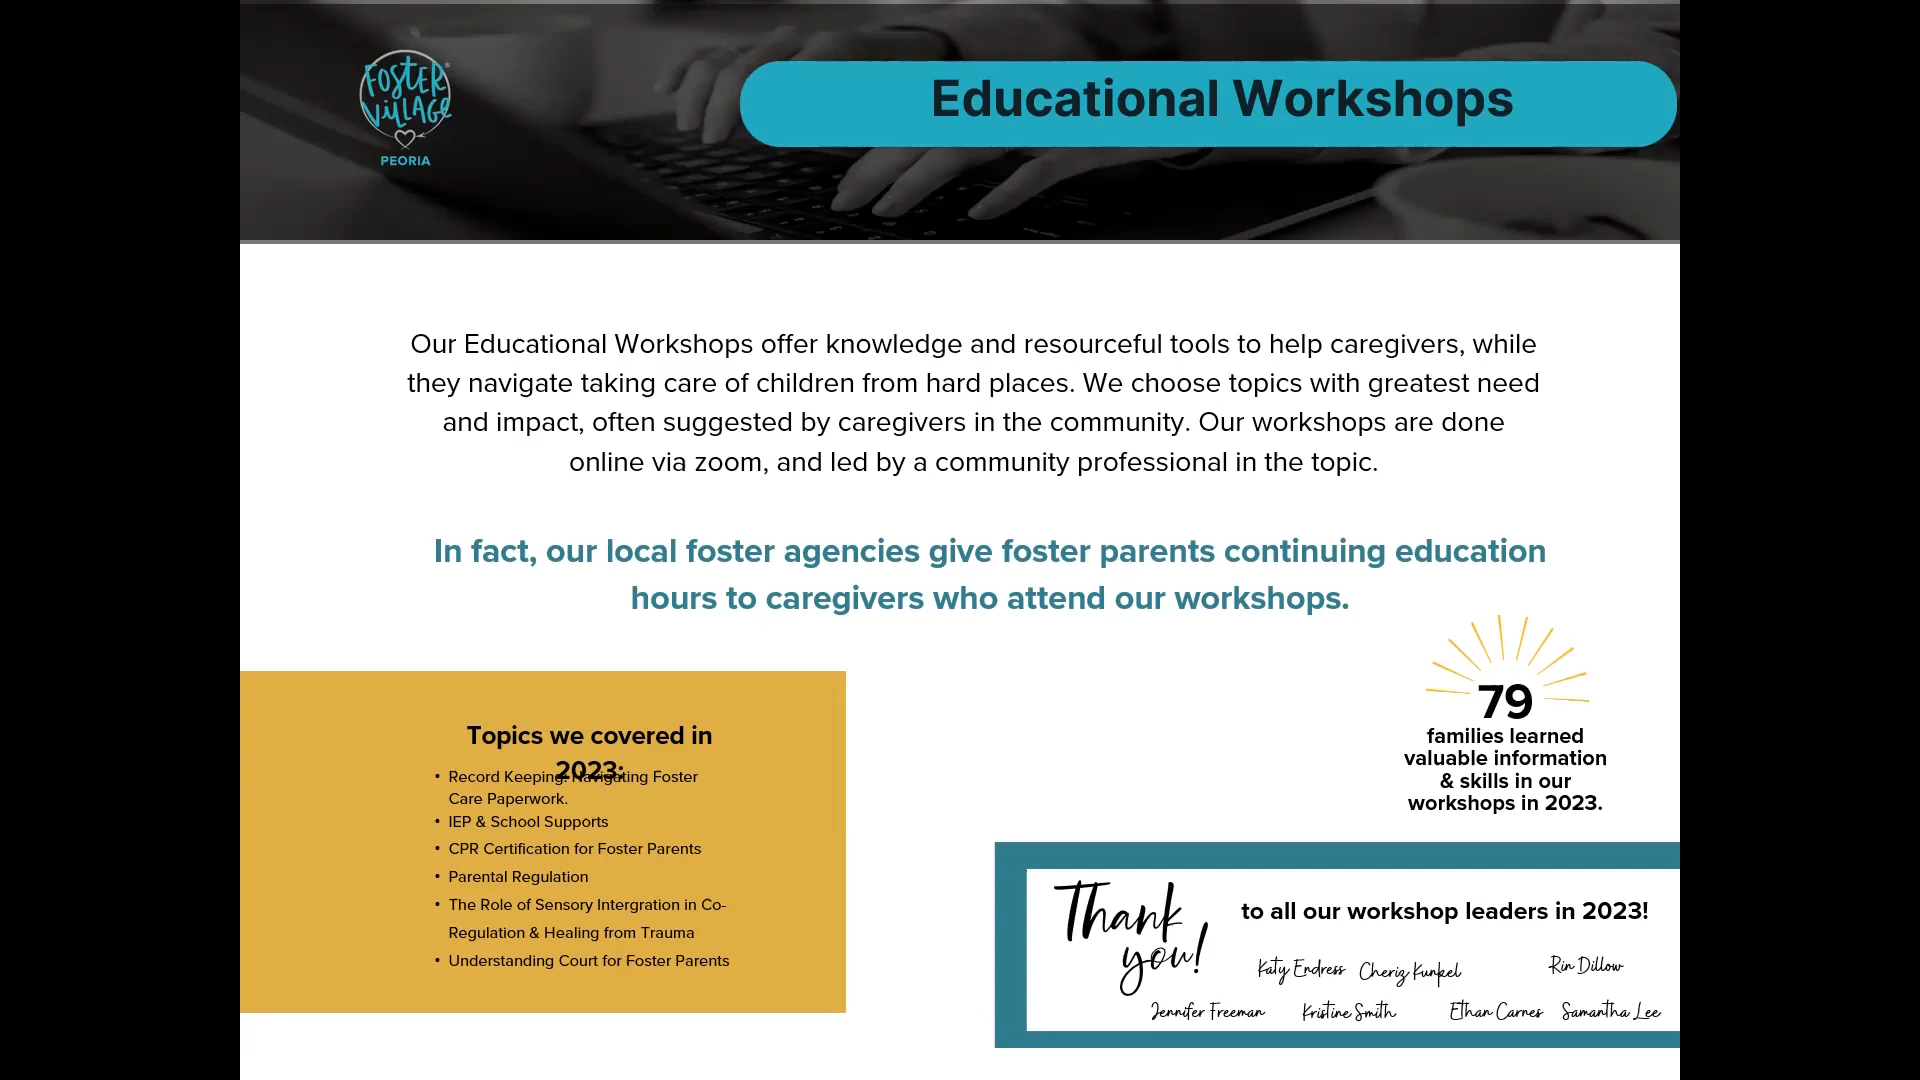 FOSTER
VILLAGE
PEORIA
Educational Workshops
Our Educational Workshops offer knowledge and resourceful tools to help caregivers, while
they navigate taking care of children from hard places. We choose topics with greatest need
and impact, often suggested by caregivers in the community. Our workshops are done
online via zoom, and led by a community professional in the topic.
In fact, our local foster agencies give foster parents continuing education
hours to caregivers who attend our workshops.
Topics we covered in
2023:
• Record Keeping: Navigating Foster
Care Paperwork.
• IEP & School Supports
• CPR Certification for Foster Parents
• Parental Regulation
• The Role of Sensory Intergration in Co-
Regulation & Healing from Trauma
• Understanding Court for Foster Parents
79
families learned
valuable information
& skills in our
workshops in 2023.
Thank
you!
to all our workshop leaders in 2023!
Katy Endress Cheriz Kunkel Rin Dillow
Jennifer Freeman Kristine Smith Ethan Carnes Samantha Lee